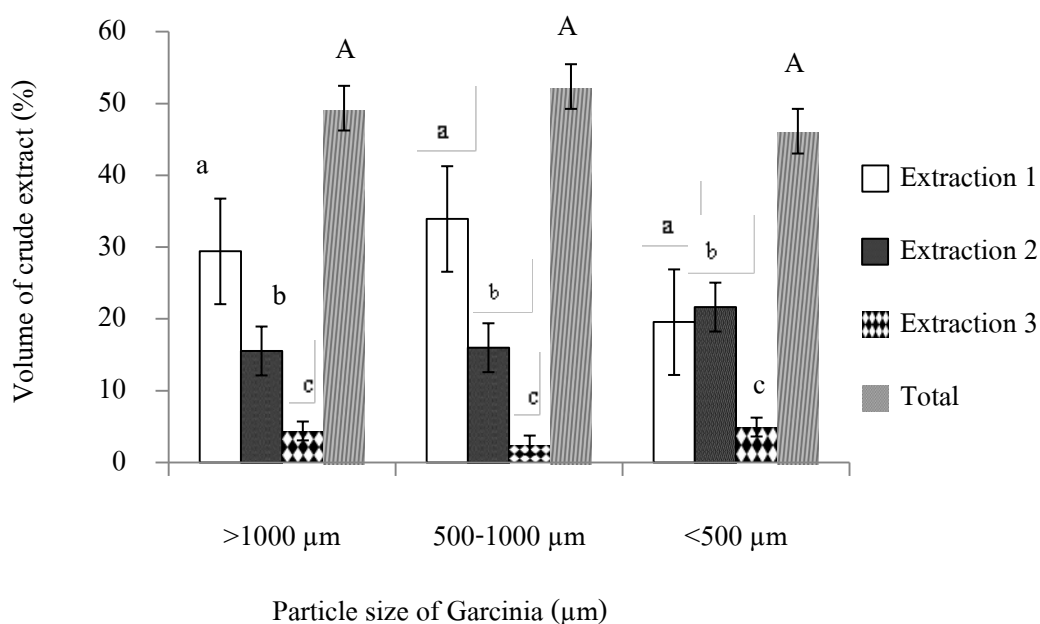 Volume of crude extract (%)
60
50
40
30
20
10
0
a
b
c
A
a
b
c
A
a
b
c
A
>1000 µm
500-1000 µm
<500 µm
Particle size of Garcinia (µm)
Extraction 1
Extraction 2
Extraction 3
Total